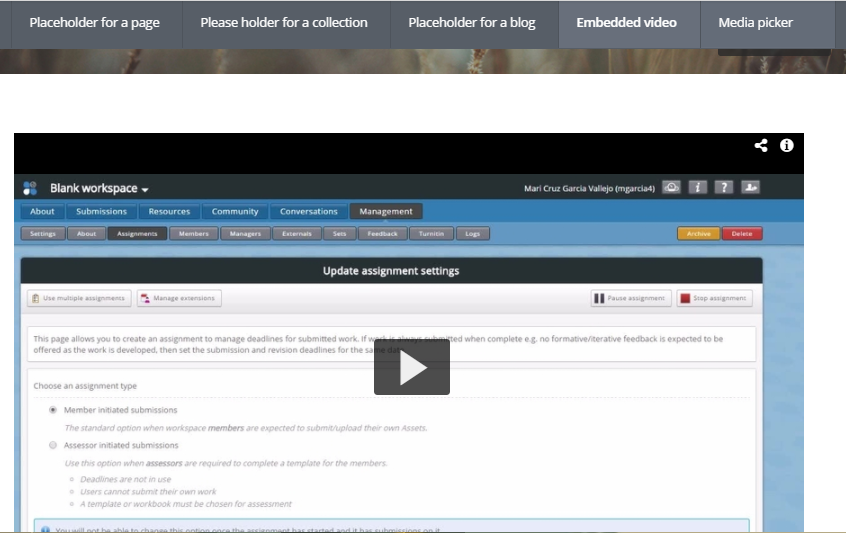 Placeholder for a page Please holder for a collection Placeholder for a blog Embedded video Media picker
Blank workspace
Mari Cruz Garcia Vallejo (mgarcia4)
About Submissions Resources Community Conversations Management
Settings About Assignments Members Managers Externals Sets Feedback Turnitin Logs Archive Delete
Update assignment settings
Use multiple assignments Manage extensions Pause assignment Stop assignment
This page allows you to create an assignment to manage deadlines for submitted work. If work is always submitted when complete e.g. no formative/iterative feedback is expected to be
offered as the work is developed, then set the submission and revision deadlines for the same date.
Choose an assignment type
Member initiated submissions
The standard option when workspace members are expected to submit/upload their own Assets.
Assessor initiated submissions
Use this option when assessors are required to complete a template for the members.
Deadlines are not in use
Users cannot submit their own work
A template or workbook must be chosen for assessment
You will not be able to change this option once the assignment has started and it has submissions on it